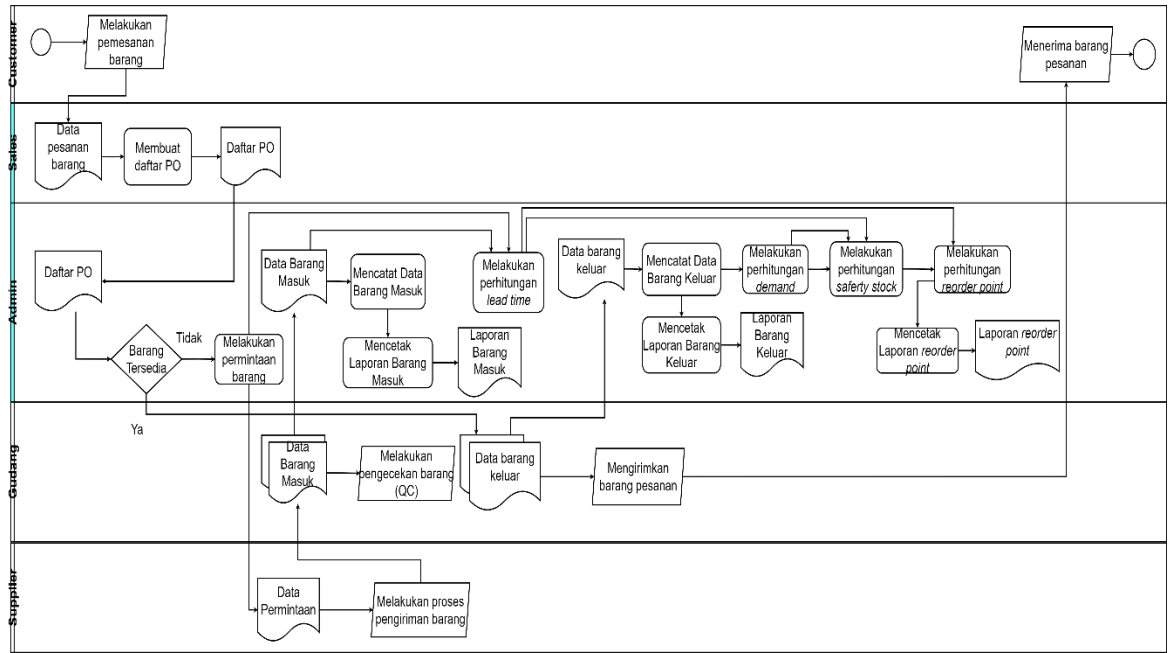 Customer
Melakukan
pemesanan
barang
Menerima barang
pesanan
Sales
Data
pesanan
barang
Membuat
daftar PO
Daftar PO
Admin
Daftar PO
Barang
Tersedia
Tidak
Ya
Melakukan
permintaan
barang
Data Barang
Masuk
Mencatat Data
Barang Masuk
Mencetak
Laporan Barang
Masuk
Laporan
Barang
Masuk
Melakukan
perhitungan
lead time
Data barang
keluar
Mencatat Data
Barang Keluar
Mencetak
Laporan Barang
Keluar
Laporan
Barang
Keluar
Melakukan
perhitungan
demand
Melakukan
perhitungan
saferty stock
Melakukan
perhitungan
reorder point
Mencetak
Laporan reorder
point
Laporan reorder
point
Gudang
Data
Barang
Masuk
Melakukan
pengecekan barang
(QC)
Data barang
keluar
Mengirimkan
barang pesanan
Supplier
Data
Permintaan
Melakukan proses
pengiriman barang